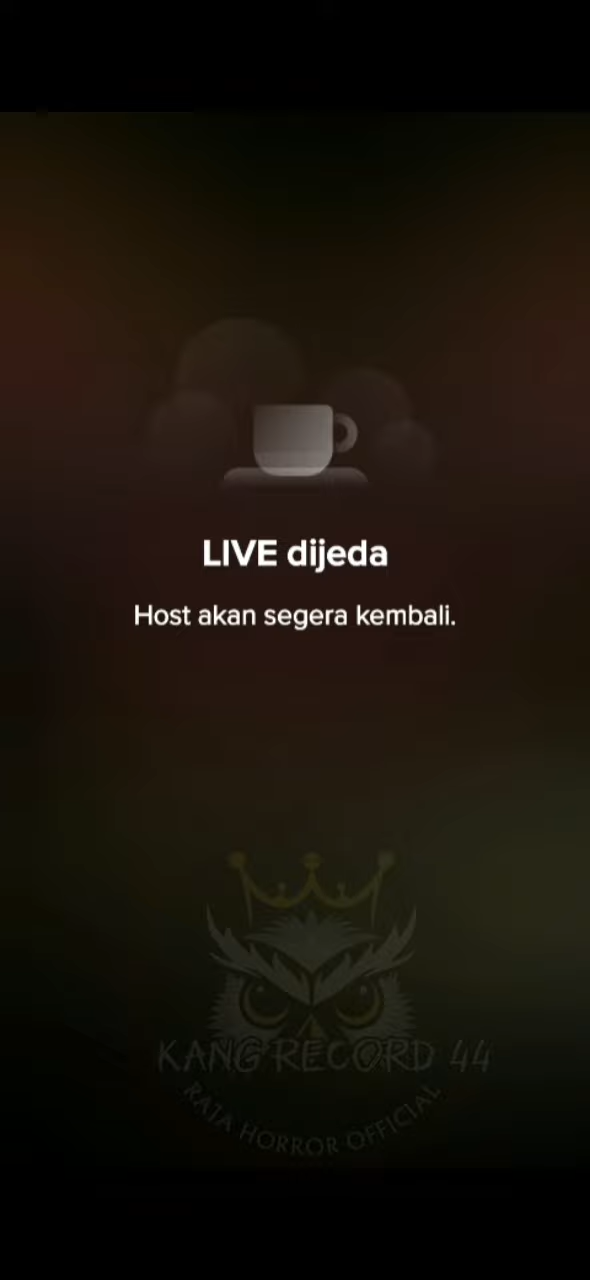 LIVE dijeda
Host akan segera kembali.
KANG RECORD 44
RAJA HORROR OFFICIAL